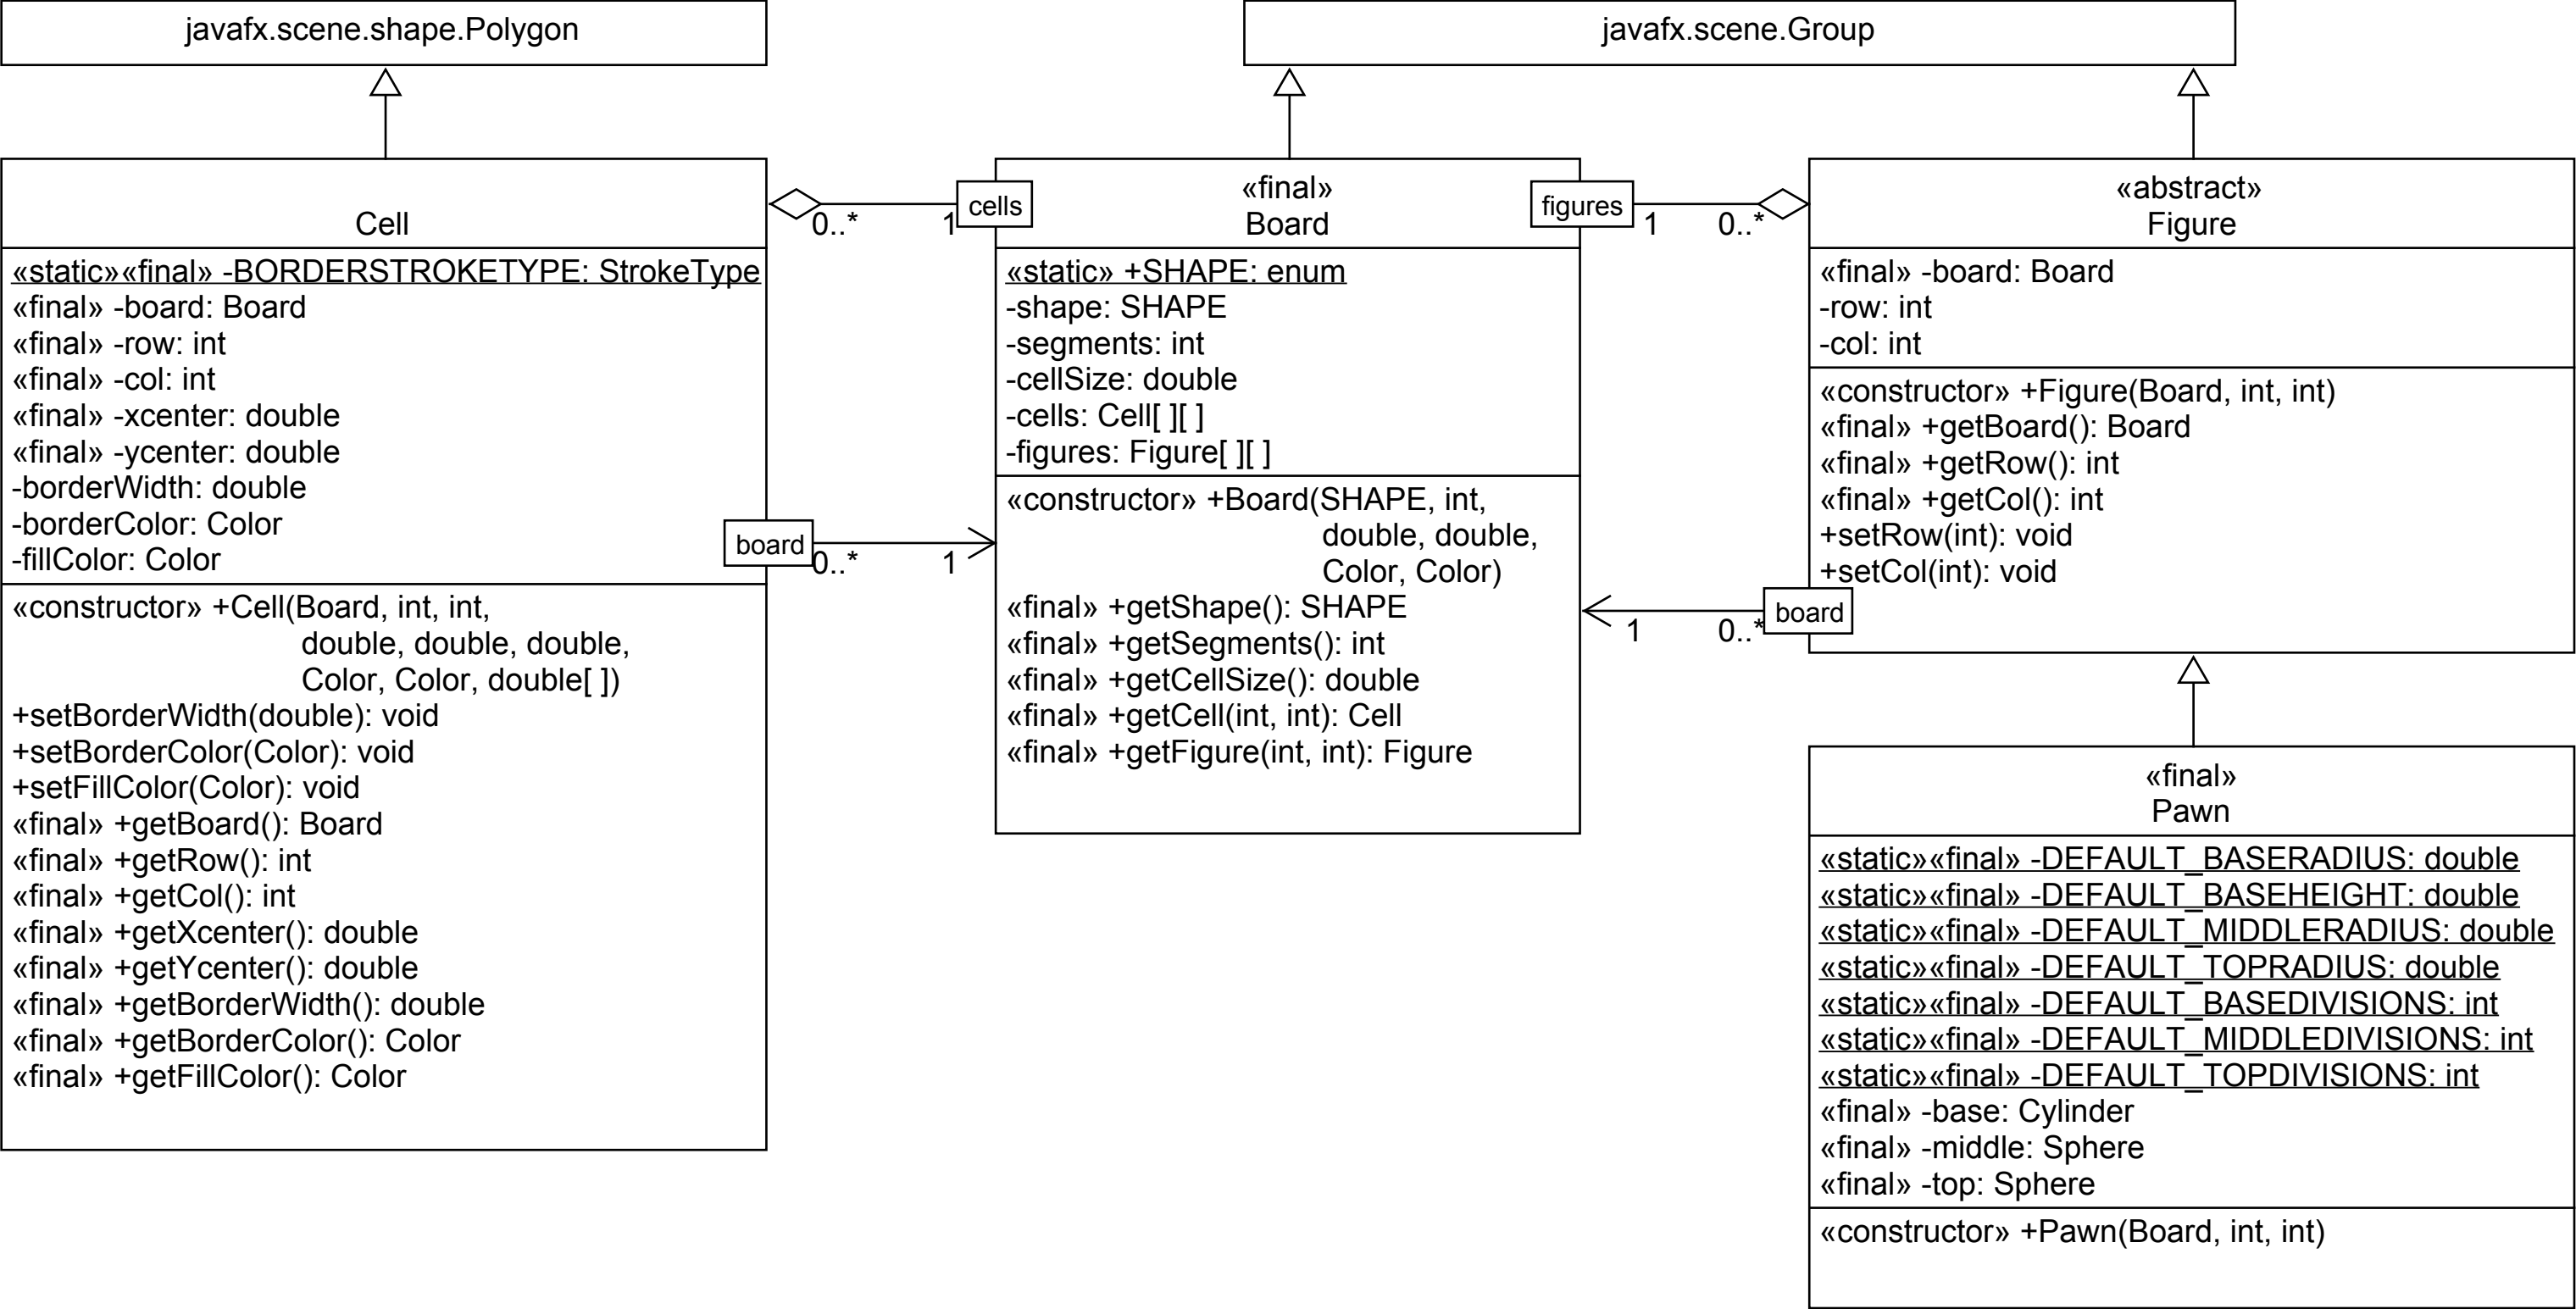 javafx.scene.shape.Polygon
javafx.scene.Group
Cell
«static»«final» -BORDERSTROKETYPE: StrokeType
«final» -board: Board
«final» -row: int
«final» -col: int
«final» -xcenter: double
«final» -ycenter: double
-borderWidth: double
-borderColor: Color
-fillColor: Color
«constructor» +Cell(Board, int, int,
double, double, double,
Color, Color, double[ ])
+setBorderWidth(double): void
+setBorderColor(Color): void
+setFillColor(Color): void
«final» +getBoard(): Board
«final» +getRow(): int
«final» +getCol(): int
«final» +getXcenter(): double
«final» +getYcenter(): double
«final» +getBorderWidth(): double
«final» +getBorderColor(): Color
«final» +getFillColor(): Color
0..* 1 cells
board 0..* 1
«final»
Board
«static» +SHAPE: enum
-shape: SHAPE
-segments: int
-cellSize: double
-cells: Cell[ ][ ]
-figures: Figure[ ][ ]
«constructor» +Board(SHAPE, int,
double, double,
Color, Color)
«final» +getShape(): SHAPE
«final» +getSegments(): int
«final» +getCellSize(): double
«final» +getCell(int, int): Cell
«final» +getFigure(int, int): Figure
figures 1 0..*
1 0..* board
«abstract»
Figure
«final» -board: Board
-row: int
-col: int
«constructor» +Figure(Board, int, int)
«final» +getBoard(): Board
«final» +getRow(): int
«final» +getCol(): int
+setRow(int): void
+setCol(int): void
«final»
Pawn
«static»«final» -DEFAULT_BASERADIUS: double
«static»«final» -DEFAULT_BASEHEIGHT: double
«static»«final» -DEFAULT_MIDDLERADIUS: double
«static»«final» -DEFAULT_TOPRADIUS: double
«static»«final» -DEFAULT_BASEDIVISIONS: int
«static»«final» -DEFAULT_MIDDLEDIVISIONS: int
«static»«final» -DEFAULT_TOPDIVISIONS: int
«final» -base: Cylinder
«final» -middle: Sphere
«final» -top: Sphere
«constructor» +Pawn(Board, int, int)